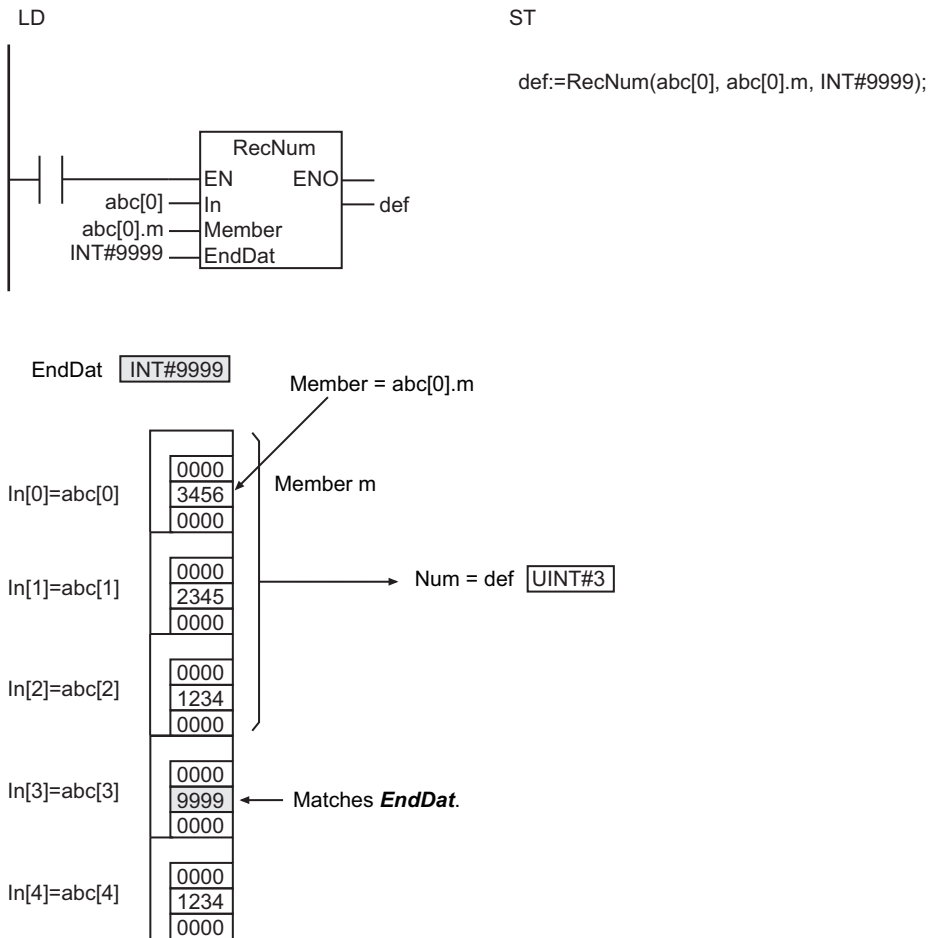 LD
ST
def:=RecNum(abc[0], abc[0].m, INT#9999);
RecNum
EN ENO
abc[0] In def
abc[0].m Member
INT#9999 EndDat
EndDat INT#9999
Member = abc[0].m
0000
In[0]=abc[0] 3456 Member m
0000
0000
In[1]=abc[1] 2345 Num = def UINT#3
0000
0000
In[2]=abc[2] 1234
0000
0000
In[3]=abc[3] 9999 Matches EndDat.
0000
0000
In[4]=abc[4] 1234
0000